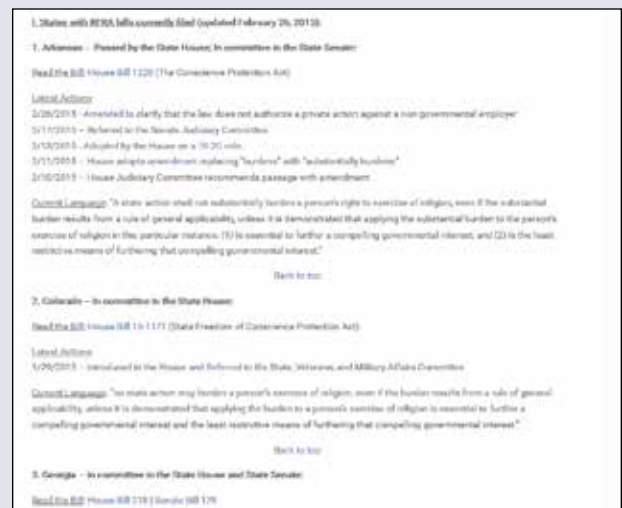 I. States with RFRA bills currently filed (updated February 26, 2015):
1. Arkansas – Passed by the State House; In committee in the State Senate:
Read the Bill: House Bill 1228 (The Conscience Protection Act)
Latest Actions:
2/26/2015 - Amended to clarify that the law does not authorize a private action against a non-governmental employer
2/17/2015 – Referred to the Senate Judiciary Committee
2/13/2015 - Adopted by the House on a vote
2/11/2015 – House adopts amendment replacing "burdens" with "substantially burdens"
2/10/2015 – House Judiciary Committee recommends passage with amendment
Current Language: "A state action shall not substantially burden a person's right to exercise of religion, even if the substantial
burden results from a rule of general applicability, unless it is demonstrated that applying the substantial burden to the person's
exercise of religion in this particular instance: (1) Is essential to further a compelling governmental interest; and (2) Is the least
restrictive means of furthering that compelling governmental interest."
Back to top
2. Colorado – In committee in the State House:
Read the Bill: House Bill 15-1171 (State Freedom of Conscience Protection Act)
Latest Actions:
1/29/2015 – Introduced in the House and Referred to the State, Veterans, and Military Affairs Committee
Current Language: "no state action may burden a person's exercise of religion, even if the burden results from a rule of general
applicability, unless it is demonstrated that applying the burden to a person's exercise of religion is essential to further a
compelling governmental interest and the least restrictive means of furthering that compelling governmental interest."
Back to top
3. Georgia – In committee in the State House and State Senate:
Read the Bill: House Bill 218 | Senate Bill 129